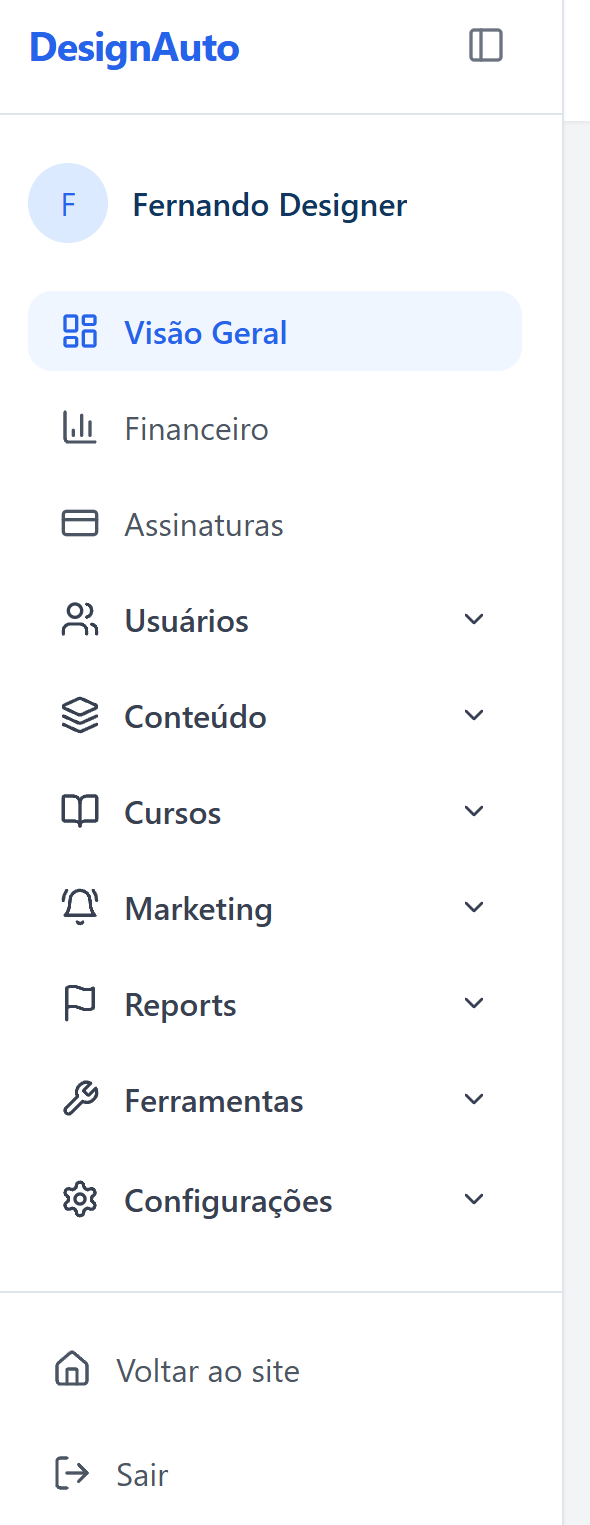 DesignAuto
F
Fernando Designer
Visão Geral
Financeiro
Assinaturas
Usuários
Conteúdo
Cursos
Marketing
Reports
Ferramentas
Configurações
Voltar ao site
Sair